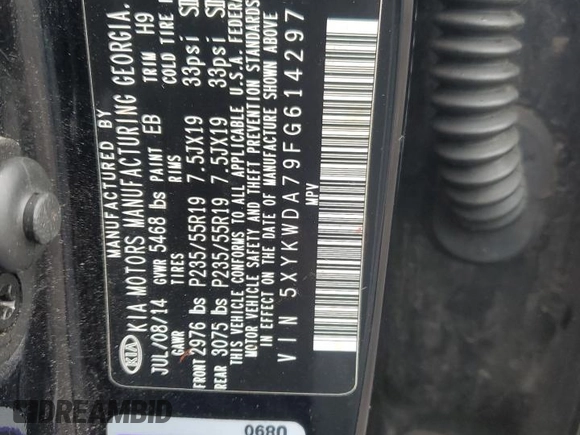 MANUFACTURED BY
KIA KIA MOTORS MANUFACTURING GEORGIA.
JUL/08/14 GVWR 5468 lbs PAINT EB TRIM H9
GAWR TIRES RIMS COLD TIRE
FRONT 2976 lbs P235/55R19 7.5JX19 33psi
REAR 3075 lbs P235/55R19 7.5JX19 33psi
THIS VEHICLE CONFORMS TO ALL APPLICABLE U.S.A. FEDERA
MOTOR VEHICLE SAFETY AND THEFT PREVENTION STANDARDS
IN EFFECT ON THE DATE OF MANUFACTURE SHOWN ABOVE
VIN 5XYKWDA79FG614297
MPV
0680
DREAMBID